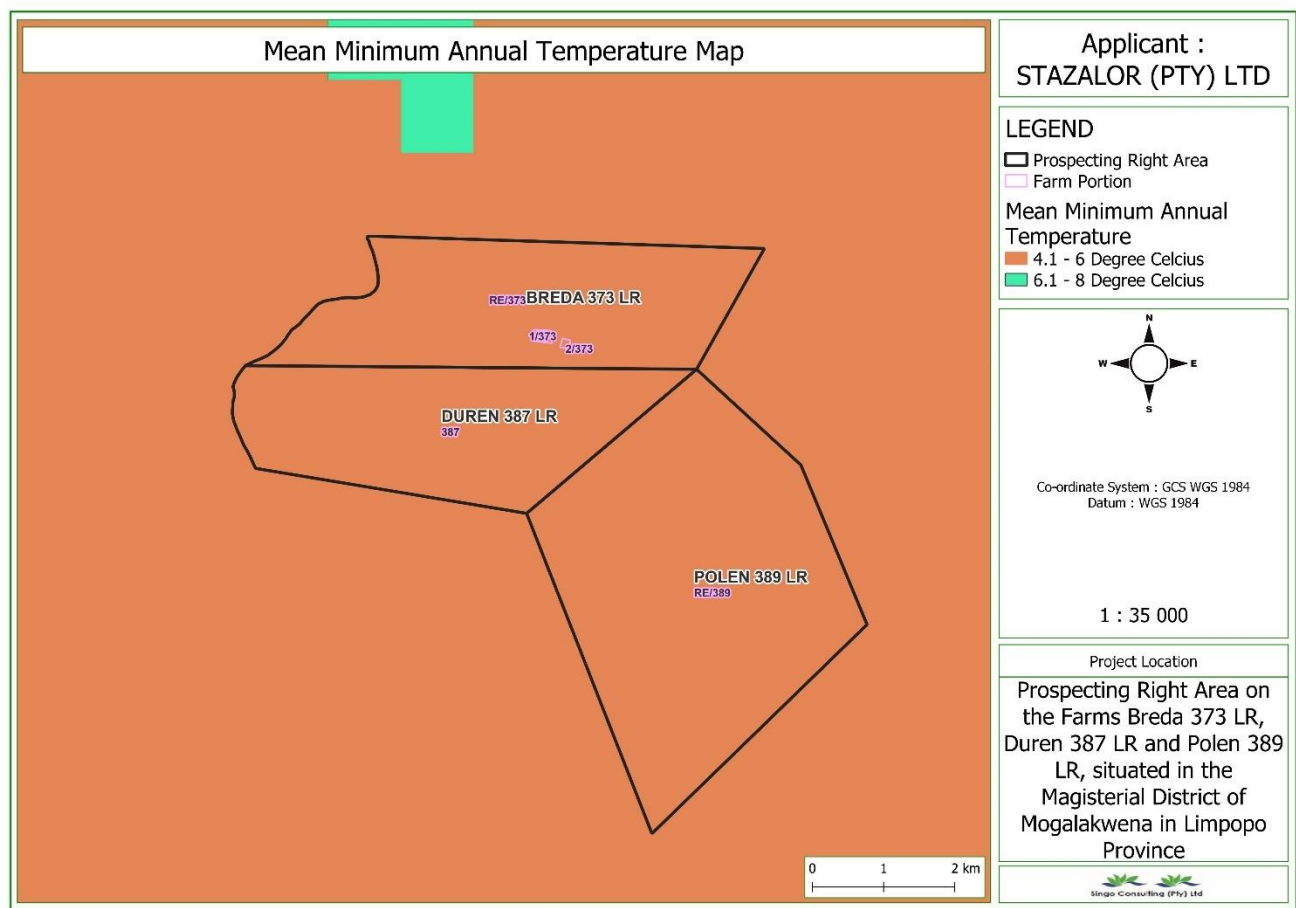 Mean Minimum Annual Temperature Map
RE/373
BREDA 373 LR
1/373
2/373
DUREN 387 LR
387
POLEN 389 LR
RE/389
0 1 2 km
Applicant :
STAZALOR (PTY) LTD
LEGEND
Prospecting Right Area
Farm Portion
Mean Minimum Annual
Temperature
4.1 - 6 Degree Celcius
6.1 - 8 Degree Celcius
N
W E
S
Co-ordinate System : GCS WGS 1984
Datum : WGS 1984
1 : 35 000
Project Location
Prospecting Right Area on
the Farms Breda 373 LR,
Duren 387 LR and Polen 389
LR, situated in the
Magisterial District of
Mogalakwena in Limpopo
Province
Singo Consulting (Pty) Ltd